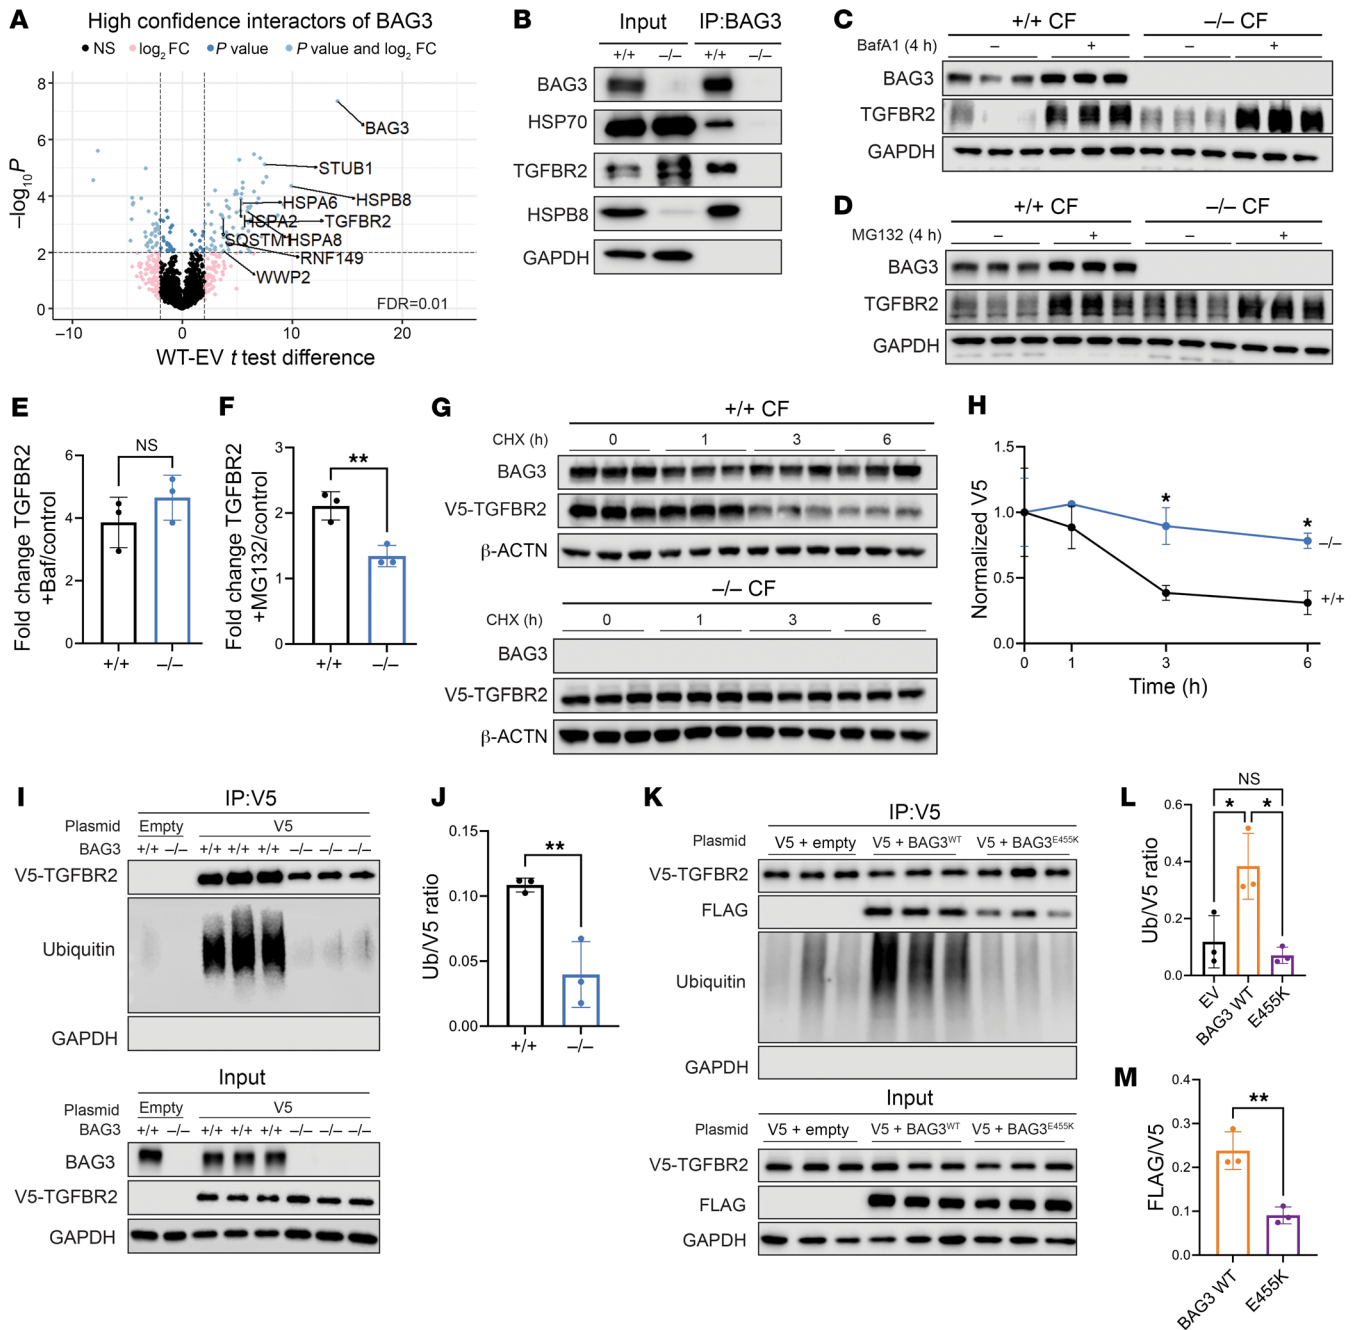 A
High confidence interactors of BAG3
NS log2 FC P value P value and log2 FC
–log10P
8
6
4
2
0
–10 0 10 20
BAG3
STUB1
HSPB8
HSPA6
HSPA2 TGFBR2
SQSTM1 HSPA8
RNF149
WWP2
FDR=0.01
WT-EV t test difference
B
Input IP:BAG3
+/+ –/– +/+ –/–
BAG3
HSP70
TGFBR2
HSPB8
GAPDH
C
+/+ CF –/– CF
BafA1 (4 h) – + – +
BAG3
TGFBR2
GAPDH
D
+/+ CF –/– CF
MG132 (4 h) – + – +
BAG3
TGFBR2
GAPDH
E
Fold change TGFBR2
+Baf/control
NS
6
4
2
0
+/+ –/–
F
Fold change TGFBR2
+MG132/control
**
3
2
1
0
+/+ –/–
G
+/+ CF
CHX (h) 0 1 3 6
BAG3
V5-TGFBR2
β-ACTN
–/– CF
CHX (h) 0 1 3 6
BAG3
V5-TGFBR2
β-ACTN
H
Normalized V5
1.5
1.0
0.5
0.0
* *
–/–
+/+
0 1 3 6
Time (h)
I
IP:V5
Plasmid Empty V5
BAG3 +/+ –/– +/+ +/+ +/+ –/– –/– –/–
V5-TGFBR2
Ubiquitin
GAPDH
Input
Plasmid Empty V5
BAG3 +/+ –/– +/+ +/+ +/+ –/– –/– –/–
BAG3
V5-TGFBR2
GAPDH
J
Ub/V5 ratio
**
0.15
0.10
0.05
0.00
+/+ –/–
K
IP:V5
Plasmid V5 + empty V5 + BAG3WT V5 + BAG3E455K
V5-TGFBR2
FLAG
Ubiquitin
GAPDH
Input
Plasmid V5 + empty V5 + BAG3WT V5 + BAG3E455K
V5-TGFBR2
FLAG
GAPDH
L
Ub/V5 ratio
NS
* *
0.6
0.4
0.2
0.0
EV BAG3 WT E455K
M
FLAG/V5
**
0.4
0.3
0.2
0.1
0.0
BAG3 WT E455K